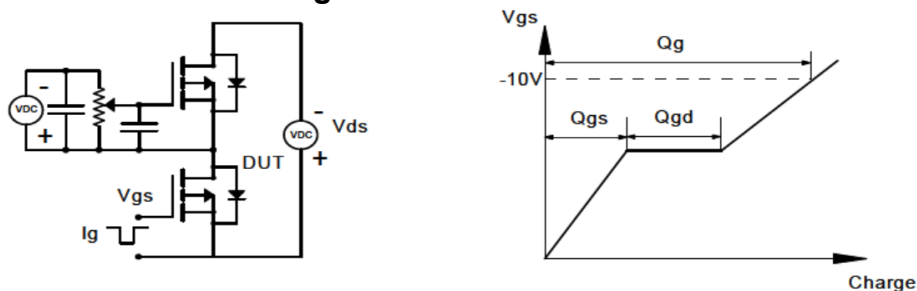 VDC
-
+
Vgs
Ig
DUT
VDC
-
+
Vds
Vgs
-10V
Qg
Qgs
Qgd
Charge